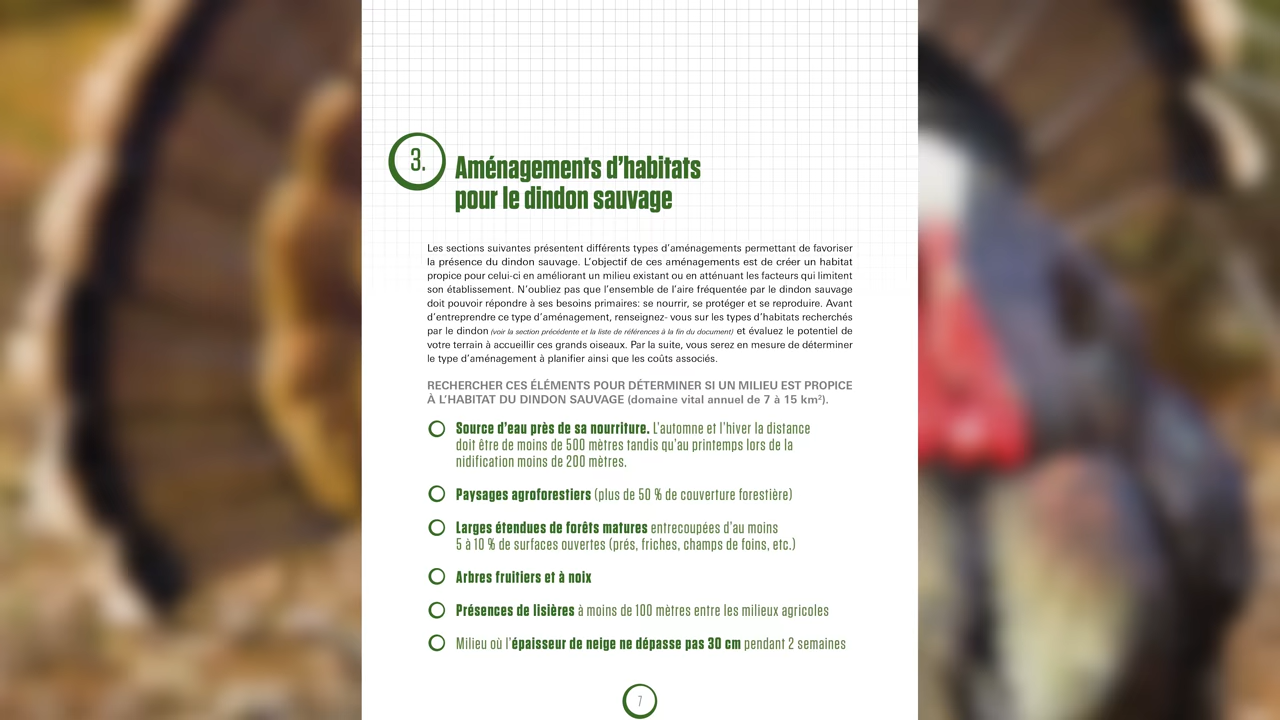 3.
Aménagements d'habitats
pour le dindon sauvage
Les sections suivantes présentent différents types d'aménagements permettant de favoriser
la présence du dindon sauvage. L'objectif de ces aménagements est de créer un habitat
propice pour celui-ci en améliorant un milieu existant ou en atténuant les facteurs qui limitent
son établissement. N'oubliez pas que l'ensemble de l'aire fréquentée par le dindon sauvage
doit pouvoir répondre à ses besoins primaires: se nourrir, se protéger et se reproduire. Avant
d'entreprendre ce type d'aménagement, renseignez- vous sur les types d'habitats recherchés
par le dindon (voir la section précédente et la liste de références à la fin du document) et évaluez le potentiel de
votre terrain à accueillir ces grands oiseaux. Par la suite, vous serez en mesure de déterminer
le type d'aménagement à planifier ainsi que les coûts associés.
RECHERCHER CES ÉLÉMENTS POUR DÉTERMINER SI UN MILIEU EST PROPICE
À L'HABITAT DU DINDON SAUVAGE (domaine vital annuel de 7 à 15 km²).
Source d'eau près de sa nourriture. L'automne et l'hiver la distance
doit être de moins de 500 mètres tandis qu'au printemps lors de la
nidification moins de 200 mètres.
Paysages agroforestiers (plus de 50 % de couverture forestière)
Larges étendues de forêts matures entrecoupées d'au moins
5 à 10 % de surfaces ouvertes (prés, friches, champs de foins, etc.)
Arbres fruitiers et à noix
Présences de lisières à moins de 100 mètres entre les milieux agricoles
Milieu où l'épaisseur de neige ne dépasse pas 30 cm pendant 2 semaines
7